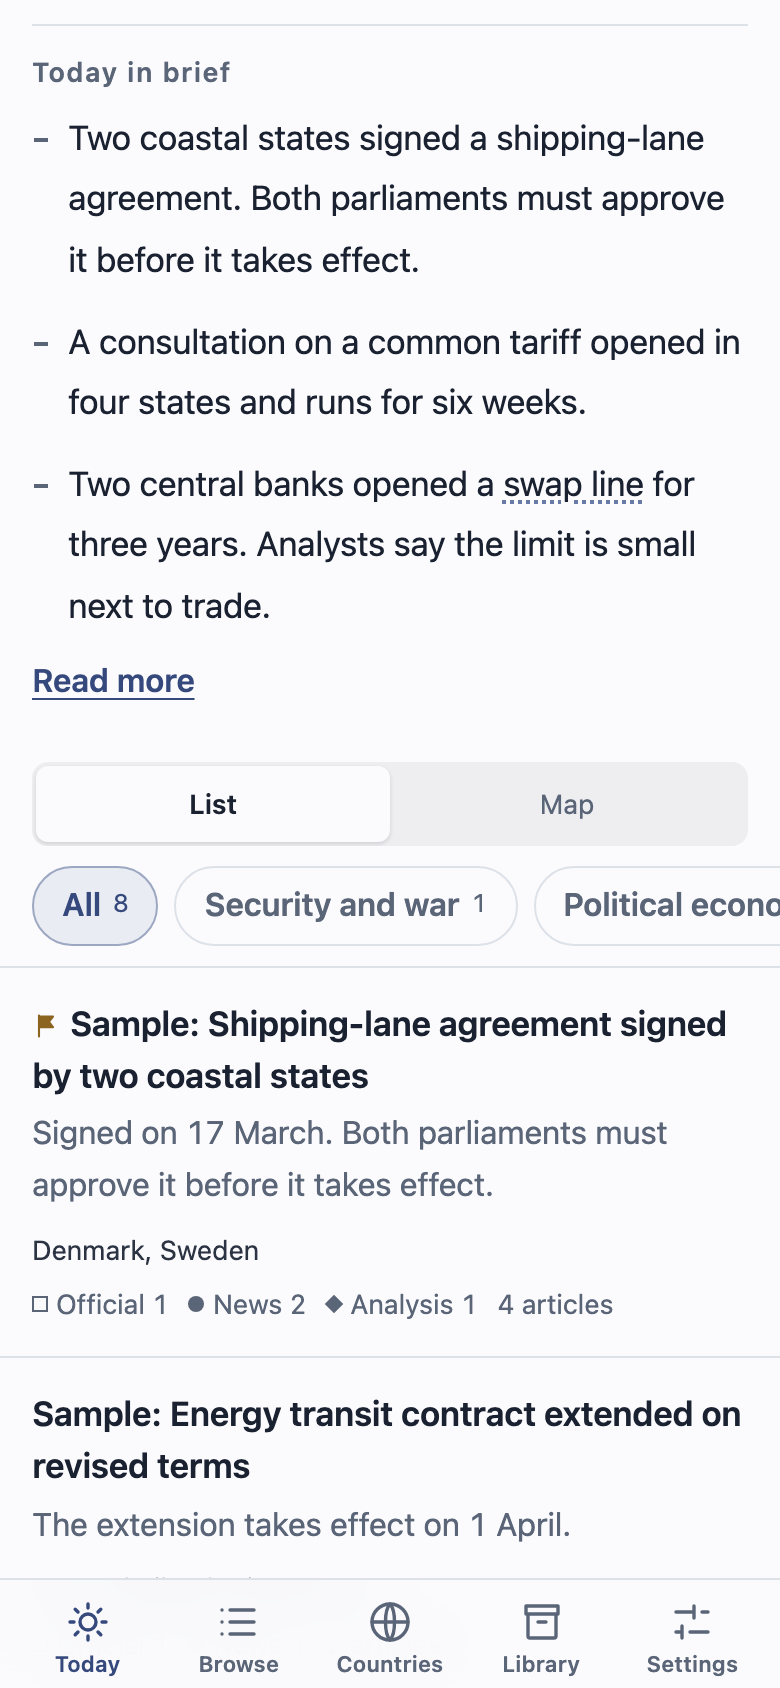 Today in brief
– Two coastal states signed a shipping-lane
agreement. Both parliaments must approve
it before it takes effect.
– A consultation on a common tariff opened in
four states and runs for six weeks.
– Two central banks opened a swap line for
three years. Analysts say the limit is small
next to trade.
Read more
List Map
All 8 Security and war 1 Political econo
Sample: Shipping-lane agreement signed
by two coastal states
Signed on 17 March. Both parliaments must
approve it before it takes effect.
Denmark, Sweden
Official 1 News 2 Analysis 1 4 articles
Sample: Energy transit contract extended on
revised terms
The extension takes effect on 1 April.
Today Browse Countries Library Settings